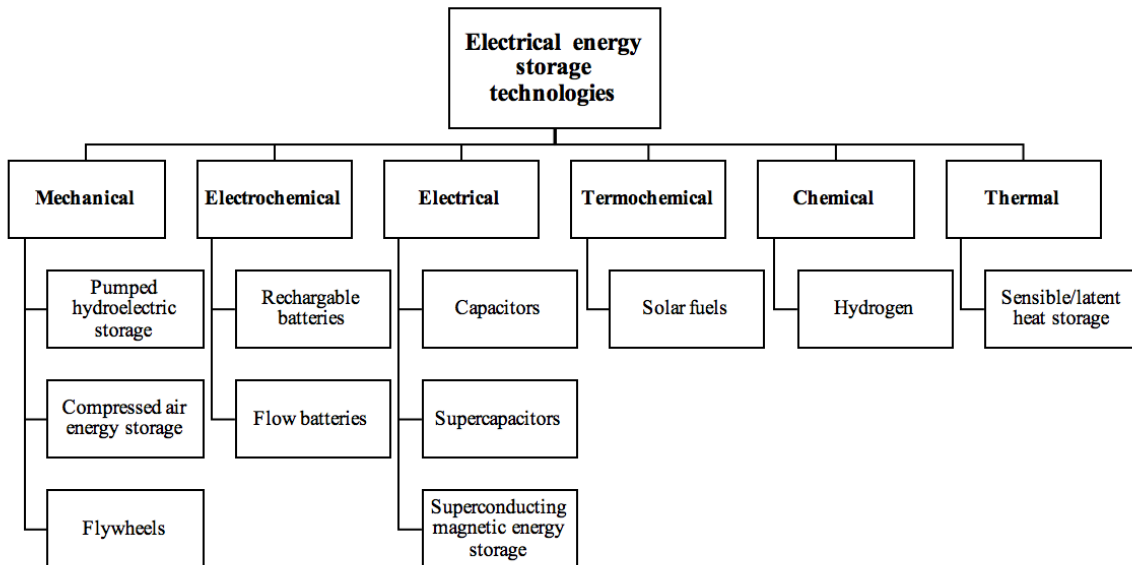 Electrical energy
storage
technologies
Mechanical
Electrochemical
Electrical
Termochemical
Chemical
Thermal
Pumped
hydroelectric
storage
Rechargable
batteries
Capacitors
Solar fuels
Hydrogen
Sensible/latent
heat storage
Compressed air
energy storage
Flow batteries
Supercapacitors
Flywheels
Superconducting
magnetic energy
storage